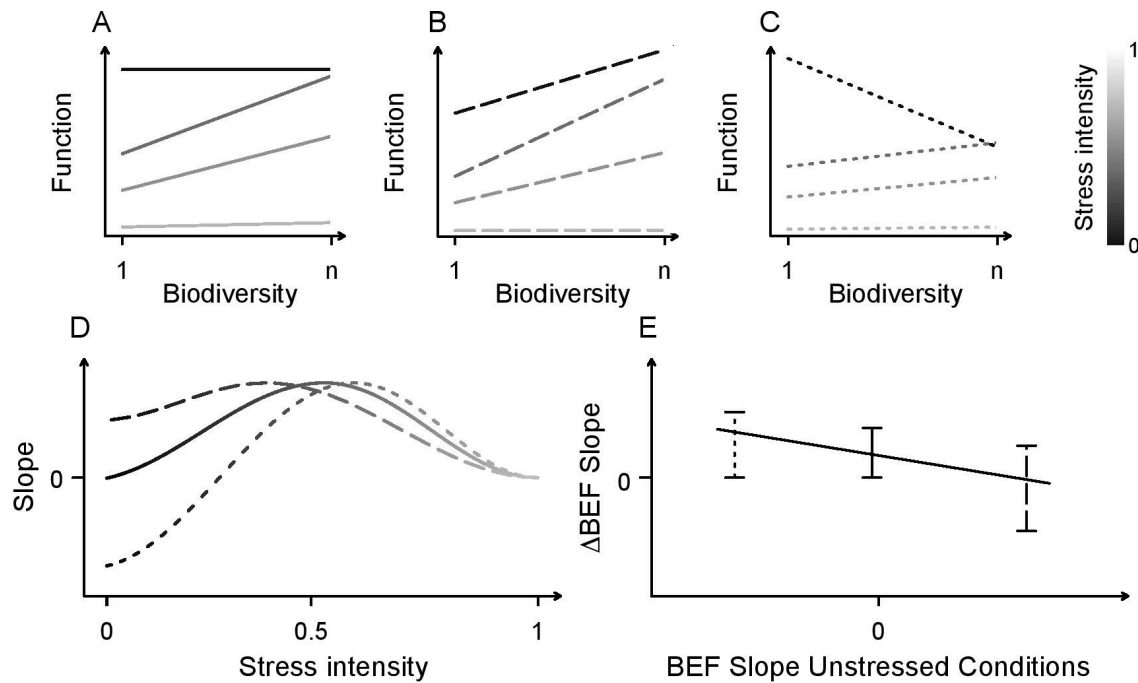 A
B
C
Function
Function
Function
Stress intensity
1
0
1
n
1
n
1
n
Biodiversity
Biodiversity
Biodiversity
D
E
Slope
0
0
0.5
1
Stress intensity
ΔBEF Slope
0
0
BEF Slope Unstressed Conditions